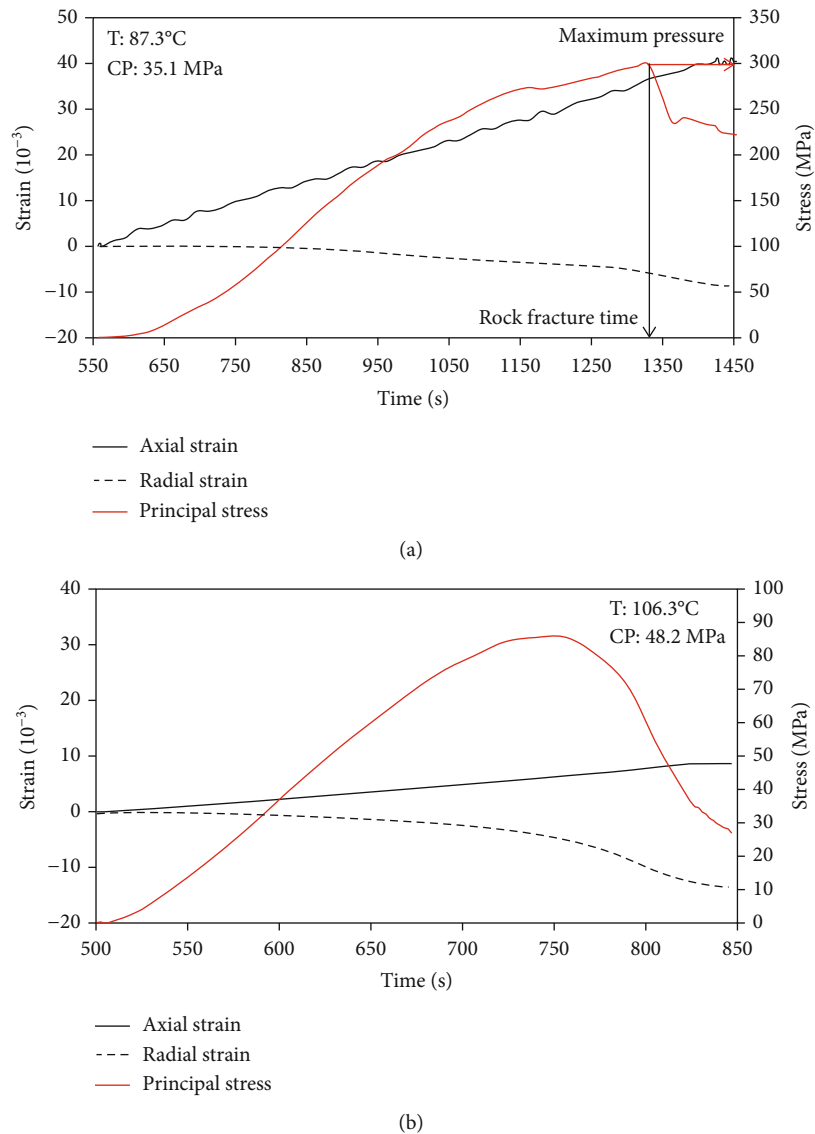 50
40
30
20
10
0
−10
−20
Strain (10⁻³)
T: 87.3°C
CP: 35.1 MPa
Maximum pressure
Rock fracture time
350
300
250
200
150
100
50
0
Stress (MPa)
550 650 750 850 950 1050 1150 1250 1350 1450
Time (s)
Axial strain
Radial strain
Principal stress
(a)
40
30
20
10
0
−10
−20
Strain (10⁻³)
T: 106.3°C
CP: 48.2 MPa
100
90
80
70
60
50
40
30
20
10
0
Stress (MPa)
500 550 600 650 700 750 800 850
Time (s)
Axial strain
Radial strain
Principal stress
(b)